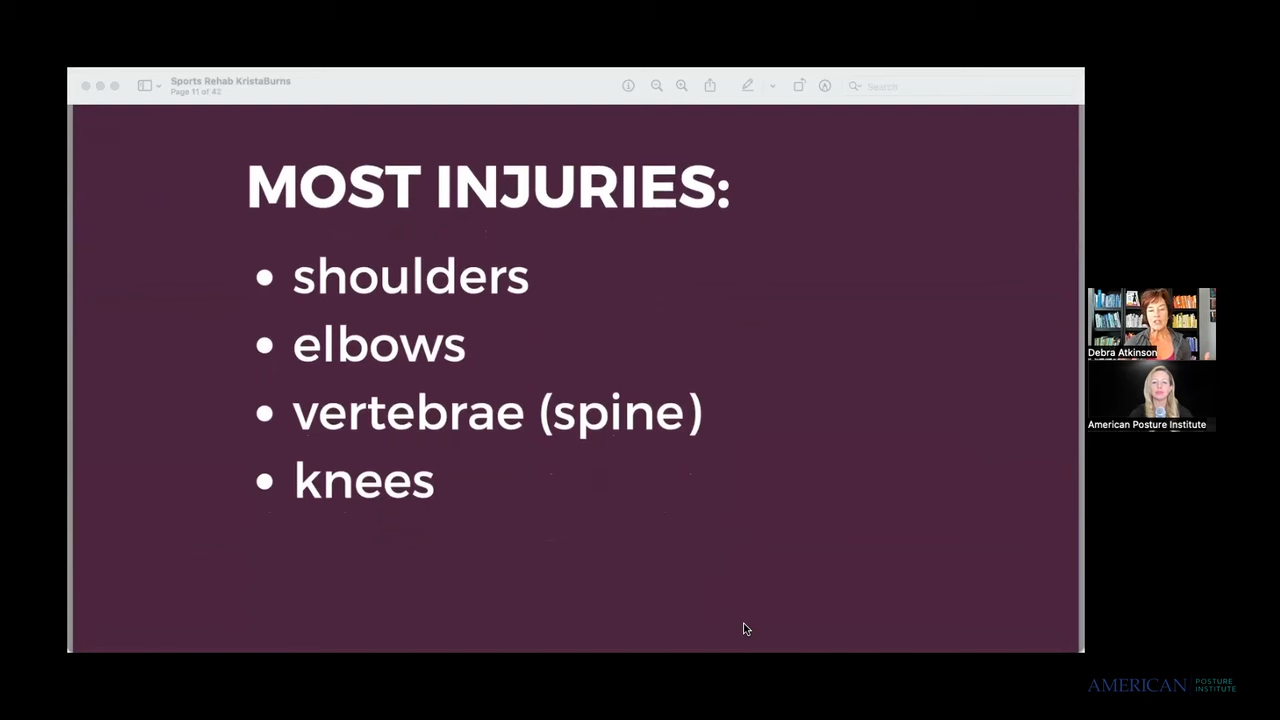 Sports Rehab KristaBurns
Page 11 of 42
Search
MOST INJURIES:
• shoulders
• elbows
• vertebrae (spine)
• knees
Debra Atkinson
American Posture Institute
AMERICAN POSTURE
INSTITUTE